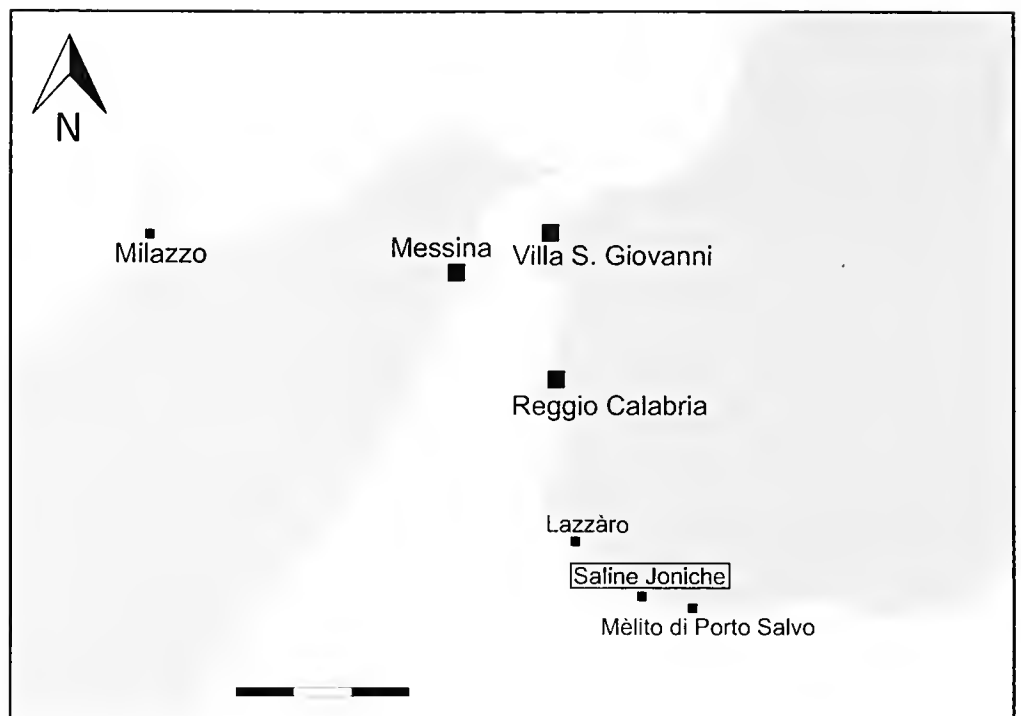 N
Milazzo
Messina
Villa S. Giovanni
Reggio Calabria
Lazzàro
Saline Joniche
Mèlito di Porto Salvo